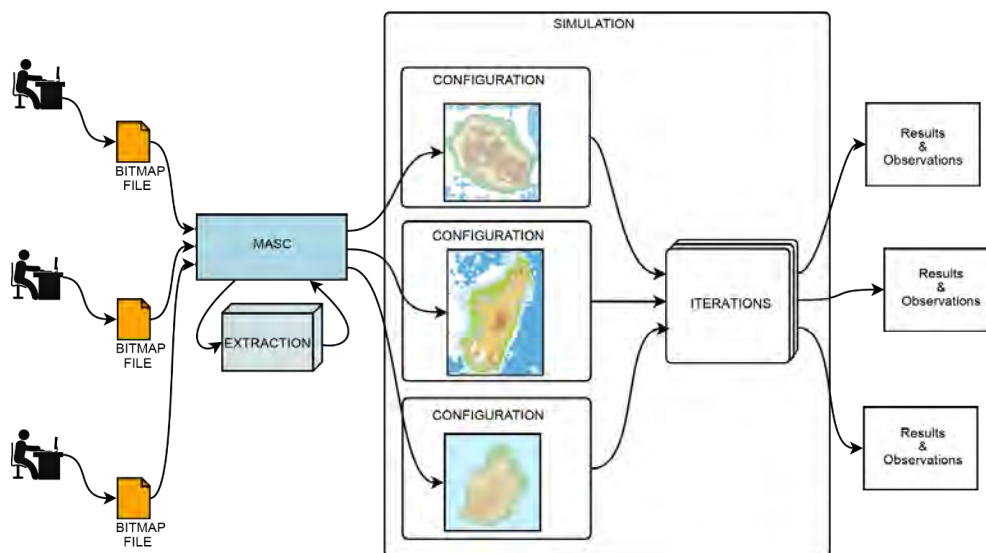 SIMULATION
BITMAP
FILE
BITMAP
FILE
BITMAP
FILE
MASC
EXTRACTION
CONFIGURATION
CONFIGURATION
CONFIGURATION
ITERATIONS
Results
&
Observations
Results
&
Observations
Results
&
Observations